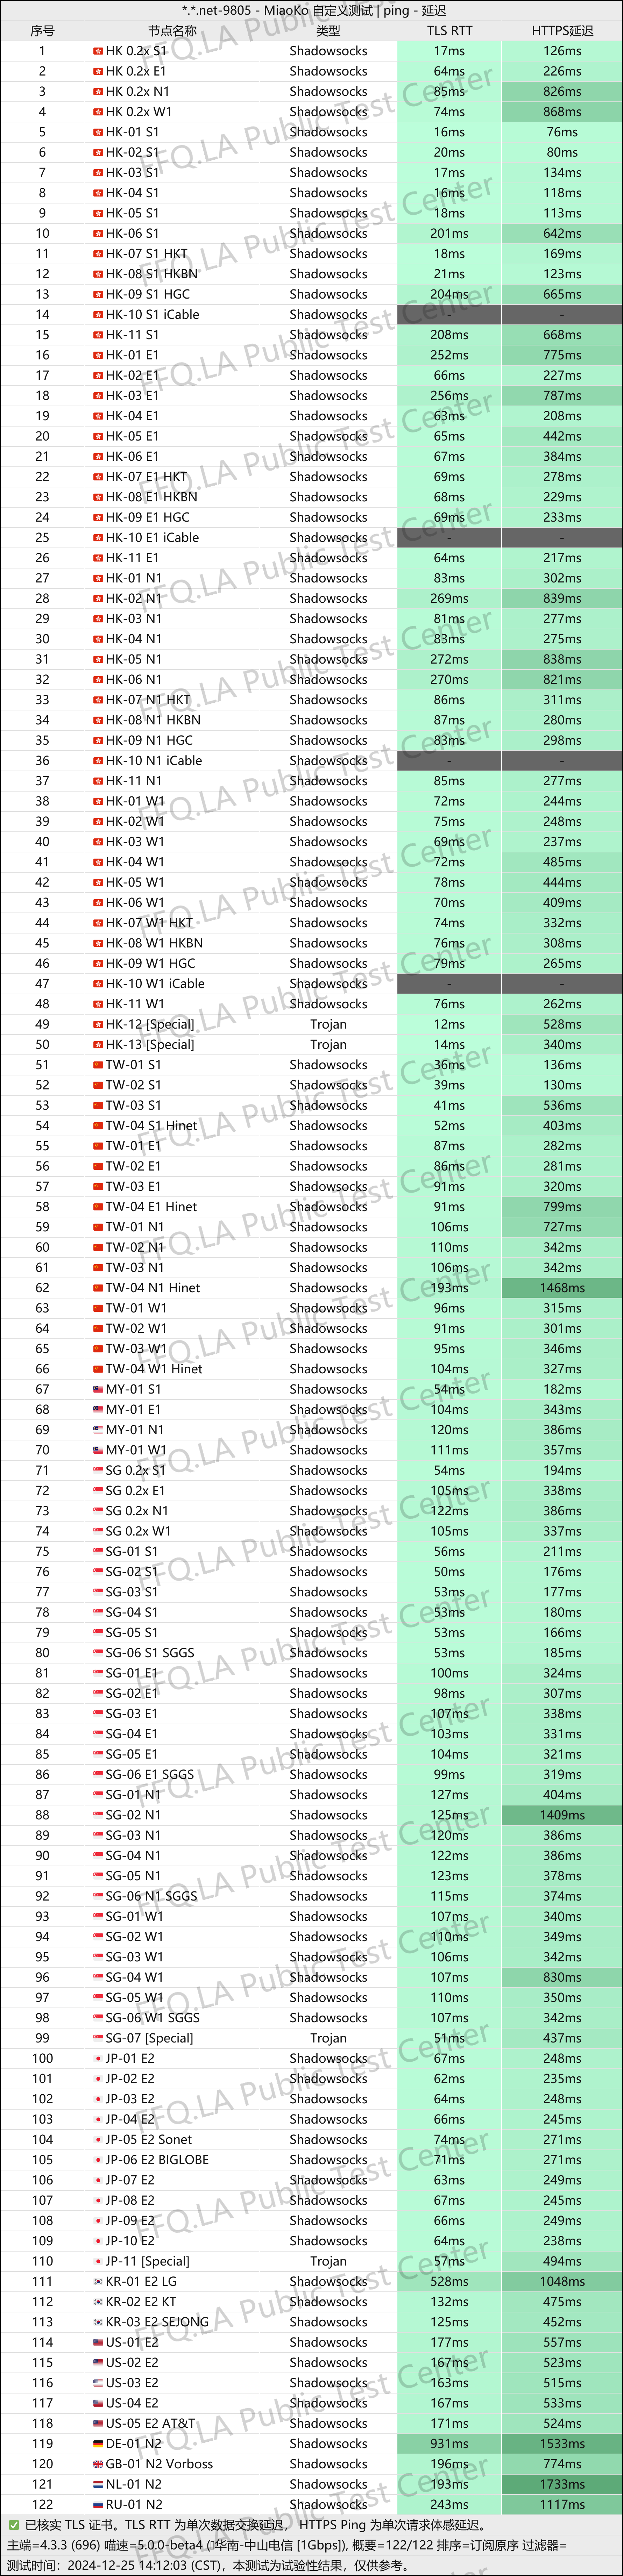 *.*.net-9805 - MiaoKo 自定义测试 | ping - 延迟
序号 节点名称 类型 TLS RTT HTTPS延迟
1 HK 0.2x S1 Shadowsocks 17ms 126ms
2 HK 0.2x E1 Shadowsocks 64ms 226ms
3 HK 0.2x N1 Shadowsocks 85ms 826ms
4 HK 0.2x W1 Shadowsocks 74ms 868ms
5 HK-01 S1 Shadowsocks 16ms 76ms
6 HK-02 S1 Shadowsocks 20ms 80ms
7 HK-03 S1 Shadowsocks 17ms 134ms
8 HK-04 S1 Shadowsocks 16ms 118ms
9 HK-05 S1 Shadowsocks 18ms 113ms
10 HK-06 S1 Shadowsocks 201ms 642ms
11 HK-07 S1 HKT Shadowsocks 18ms 169ms
12 HK-08 S1 HKBN Shadowsocks 21ms 123ms
13 HK-09 S1 HGC Shadowsocks 204ms 665ms
14 HK-10 S1 iCable Shadowsocks - -
15 HK-11 S1 Shadowsocks 208ms 668ms
16 HK-01 E1 Shadowsocks 252ms 775ms
17 HK-02 E1 Shadowsocks 66ms 227ms
18 HK-03 E1 Shadowsocks 256ms 787ms
19 HK-04 E1 Shadowsocks 63ms 208ms
20 HK-05 E1 Shadowsocks 65ms 442ms
21 HK-06 E1 Shadowsocks 67ms 384ms
22 HK-07 E1 HKT Shadowsocks 69ms 278ms
23 HK-08 E1 HKBN Shadowsocks 68ms 229ms
24 HK-09 E1 HGC Shadowsocks 69ms 233ms
25 HK-10 E1 iCable Shadowsocks - -
26 HK-11 E1 Shadowsocks 64ms 217ms
27 HK-01 N1 Shadowsocks 83ms 302ms
28 HK-02 N1 Shadowsocks 269ms 839ms
29 HK-03 N1 Shadowsocks 81ms 277ms
30 HK-04 N1 Shadowsocks 83ms 275ms
31 HK-05 N1 Shadowsocks 272ms 838ms
32 HK-06 N1 Shadowsocks 270ms 821ms
33 HK-07 N1 HKT Shadowsocks 86ms 311ms
34 HK-08 N1 HKBN Shadowsocks 87ms 280ms
35 HK-09 N1 HGC Shadowsocks 83ms 298ms
36 HK-10 N1 iCable Shadowsocks - -
37 HK-11 N1 Shadowsocks 85ms 277ms
38 HK-01 W1 Shadowsocks 72ms 244ms
39 HK-02 W1 Shadowsocks 75ms 248ms
40 HK-03 W1 Shadowsocks 69ms 237ms
41 HK-04 W1 Shadowsocks 72ms 485ms
42 HK-05 W1 Shadowsocks 78ms 444ms
43 HK-06 W1 Shadowsocks 70ms 409ms
44 HK-07 W1 HKT Shadowsocks 74ms 332ms
45 HK-08 W1 HKBN Shadowsocks 76ms 308ms
46 HK-09 W1 HGC Shadowsocks 79ms 265ms
47 HK-10 W1 iCable Shadowsocks - -
48 HK-11 W1 Shadowsocks 76ms 262ms
49 HK-12 [Special] Trojan 12ms 528ms
50 HK-13 [Special] Trojan 14ms 340ms
51 TW-01 S1 Shadowsocks 36ms 136ms
52 TW-02 S1 Shadowsocks 39ms 130ms
53 TW-03 S1 Shadowsocks 41ms 536ms
54 TW-04 S1 Hinet Shadowsocks 52ms 403ms
55 TW-01 E1 Shadowsocks 87ms 282ms
56 TW-02 E1 Shadowsocks 86ms 281ms
57 TW-03 E1 Shadowsocks 91ms 320ms
58 TW-04 E1 Hinet Shadowsocks 91ms 799ms
59 TW-01 N1 Shadowsocks 106ms 727ms
60 TW-02 N1 Shadowsocks 110ms 342ms
61 TW-03 N1 Shadowsocks 106ms 342ms
62 TW-04 N1 Hinet Shadowsocks 193ms 1468ms
63 TW-01 W1 Shadowsocks 96ms 315ms
64 TW-02 W1 Shadowsocks 91ms 301ms
65 TW-03 W1 Shadowsocks 95ms 346ms
66 TW-04 W1 Hinet Shadowsocks 104ms 327ms
67 MY-01 S1 Shadowsocks 54ms 182ms
68 MY-01 E1 Shadowsocks 104ms 343ms
69 MY-01 N1 Shadowsocks 120ms 386ms
70 MY-01 W1 Shadowsocks 111ms 357ms
71 SG 0.2x S1 Shadowsocks 54ms 194ms
72 SG 0.2x E1 Shadowsocks 105ms 338ms
73 SG 0.2x N1 Shadowsocks 122ms 386ms
74 SG 0.2x W1 Shadowsocks 105ms 337ms
75 SG-01 S1 Shadowsocks 56ms 211ms
76 SG-02 S1 Shadowsocks 50ms 176ms
77 SG-03 S1 Shadowsocks 53ms 177ms
78 SG-04 S1 Shadowsocks 53ms 180ms
79 SG-05 S1 Shadowsocks 53ms 166ms
80 SG-06 S1 SGGS Shadowsocks 53ms 185ms
81 SG-01 E1 Shadowsocks 100ms 324ms
82 SG-02 E1 Shadowsocks 98ms 307ms
83 SG-03 E1 Shadowsocks 107ms 338ms
84 SG-04 E1 Shadowsocks 103ms 331ms
85 SG-05 E1 Shadowsocks 104ms 321ms
86 SG-06 E1 SGGS Shadowsocks 99ms 319ms
87 SG-01 N1 Shadowsocks 127ms 404ms
88 SG-02 N1 Shadowsocks 125ms 1409ms
89 SG-03 N1 Shadowsocks 120ms 386ms
90 SG-04 N1 Shadowsocks 122ms 386ms
91 SG-05 N1 Shadowsocks 123ms 378ms
92 SG-06 N1 SGGS Shadowsocks 115ms 374ms
93 SG-01 W1 Shadowsocks 107ms 340ms
94 SG-02 W1 Shadowsocks 110ms 349ms
95 SG-03 W1 Shadowsocks 106ms 342ms
96 SG-04 W1 Shadowsocks 107ms 830ms
97 SG-05 W1 Shadowsocks 110ms 350ms
98 SG-06 W1 SGGS Shadowsocks 107ms 342ms
99 SG-07 [Special] Trojan 51ms 437ms
100 JP-01 E2 Shadowsocks 67ms 248ms
101 JP-02 E2 Shadowsocks 62ms 235ms
102 JP-03 E2 Shadowsocks 64ms 248ms
103 JP-04 E2 Shadowsocks 66ms 245ms
104 JP-05 E2 Sonet Shadowsocks 74ms 271ms
105 JP-06 E2 BIGLOBE Shadowsocks 71ms 271ms
106 JP-07 E2 Shadowsocks 63ms 249ms
107 JP-08 E2 Shadowsocks 67ms 245ms
108 JP-09 E2 Shadowsocks 66ms 249ms
109 JP-10 E2 Shadowsocks 64ms 238ms
110 JP-11 [Special] Trojan 57ms 494ms
111 KR-01 E2 LG Shadowsocks 528ms 1048ms
112 KR-02 E2 KT Shadowsocks 132ms 475ms
113 KR-03 E2 SEJONG Shadowsocks 125ms 452ms
114 US-01 E2 Shadowsocks 177ms 557ms
115 US-02 E2 Shadowsocks 167ms 523ms
116 US-03 E2 Shadowsocks 163ms 515ms
117 US-04 E2 Shadowsocks 167ms 533ms
118 US-05 E2 AT&T Shadowsocks 171ms 524ms
119 DE-01 N2 Shadowsocks 931ms 1533ms
120 GB-01 N2 Vorboss Shadowsocks 196ms 774ms
121 NL-01 N2 Shadowsocks 193ms 1733ms
122 RU-01 N2 Shadowsocks 243ms 1117ms
✅ 已核实 TLS 证书。TLS RTT 为单次数据交换延迟， HTTPS Ping 为单次请求体感延迟。
主端=4.3.3 (696) 喵速=5.0.0-beta4 (华南-中山电信 [1Gbps]), 概要=122/122 排序=订阅原序 过滤器=
测试时间：2024-12-25 14:12:03 (CST)，本测试为试验性结果，仅供参考。
FFQ.LA Public Test Center